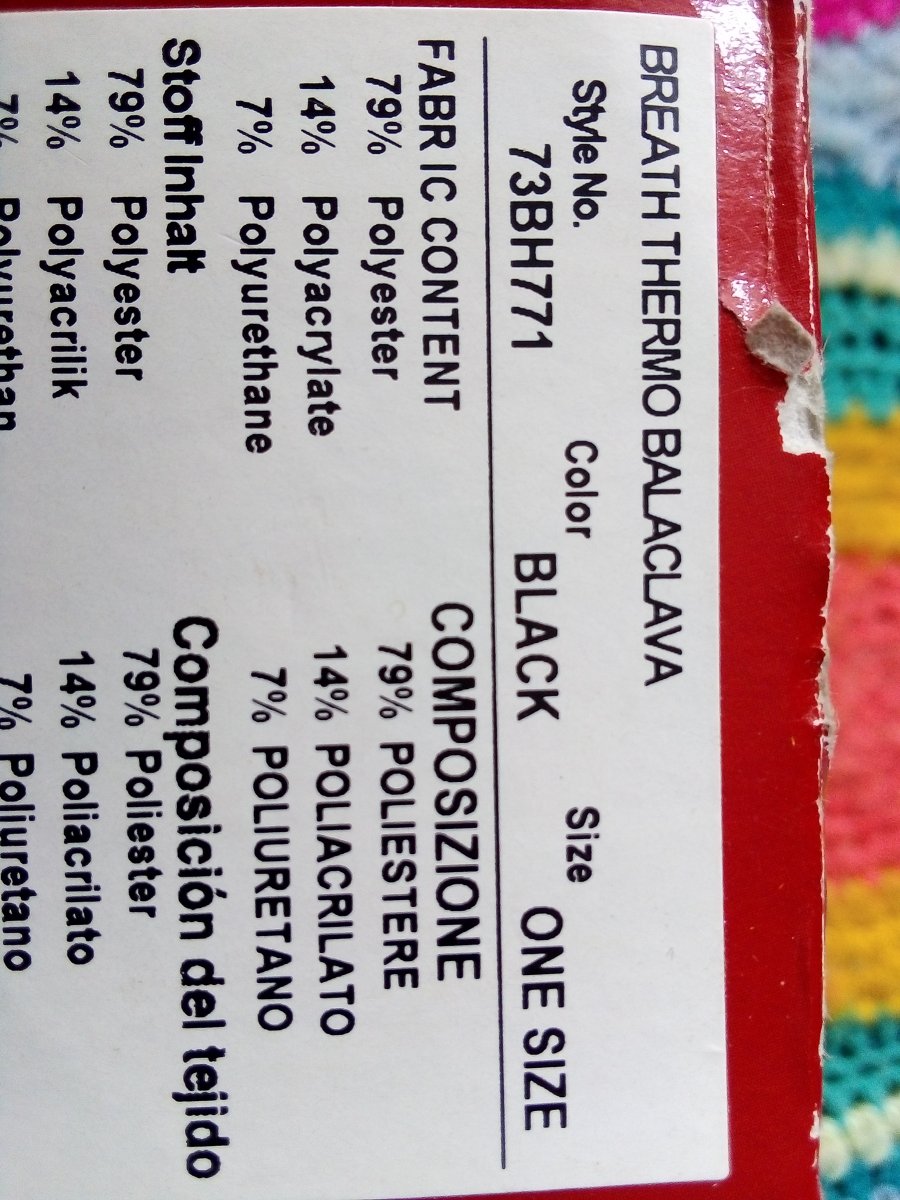 BREATH THERMO BALACLAVA
Style No. Color Size
73BH771 BLACK ONE SIZE
FABR IC CONTENT
79% Polyester
14% Polyacrylate
7% Polyurethane
COMPOSIZIONE
79% POLIESTERE
14% POLIACRILATO
7% POLIURETANO
Stoff Inhalt
79% Polyester
14% Polyacrilik
7% Polyurethan
Composición del tejido
79% Poliester
14% Poliacrilato
7% Poliuretano